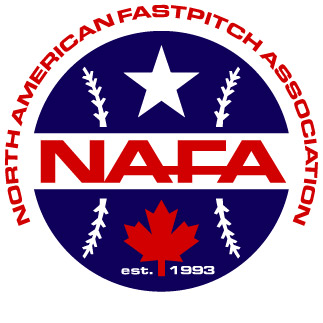 NORTH AMERICAN FASTPITCH ASSOCIATION
NAFA
est. 1993